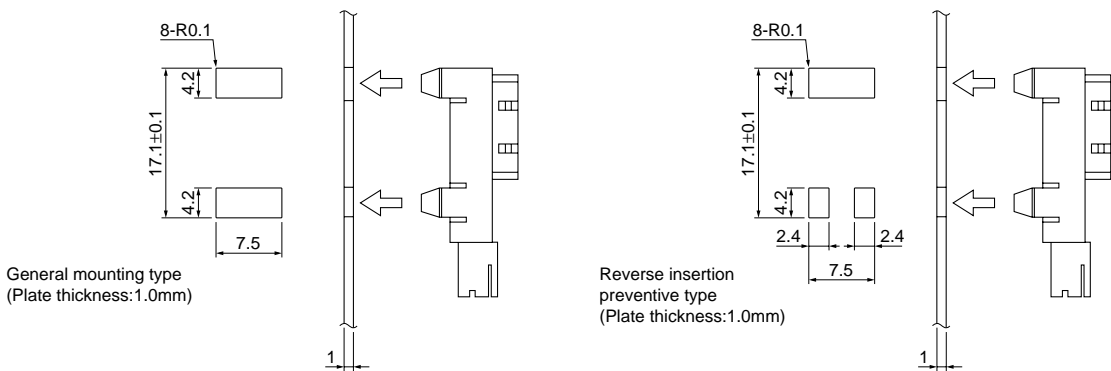 8-R0.1
4.2
17.1±0.1
4.2
7.5
General mounting type
(Plate thickness:1.0mm)
1
8-R0.1
4.2
17.1±0.1
4.2
2.4
2.4
7.5
Reverse insertion
preventive type
(Plate thickness:1.0mm)
1